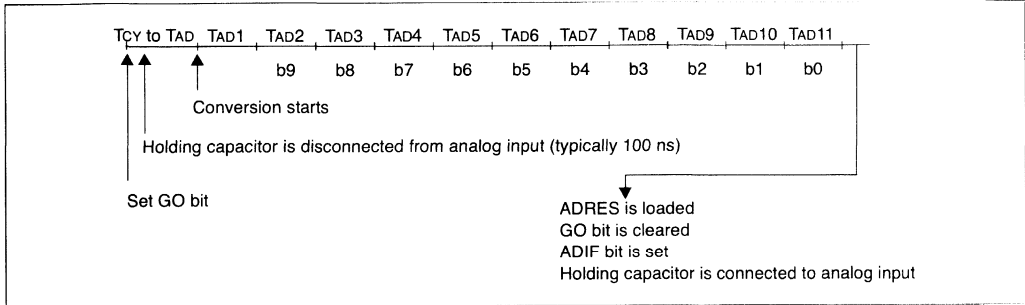 TCY to TAD TAD1 TAD2 TAD3 TAD4 TAD5 TAD6 TAD7 TAD8 TAD9 TAD10 TAD11
b9 b8 b7 b6 b5 b4 b3 b2 b1 b0
Conversion starts
Holding capacitor is disconnected from analog input (typically 100 ns)
Set GO bit
ADRES is loaded
GO bit is cleared
ADIF bit is set
Holding capacitor is connected to analog input